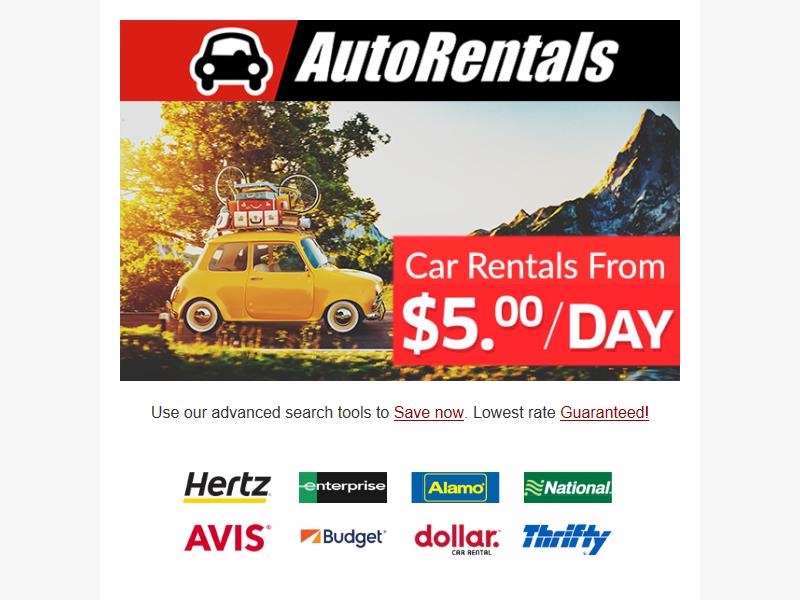 AutoRentals
Car Rentals From
$5.00/DAY
Use our advanced search tools to Save now. Lowest rate Guaranteed!
Hertz enterprise Alamo National
AVIS Budget dollar. Thrifty
CAR RENTAL